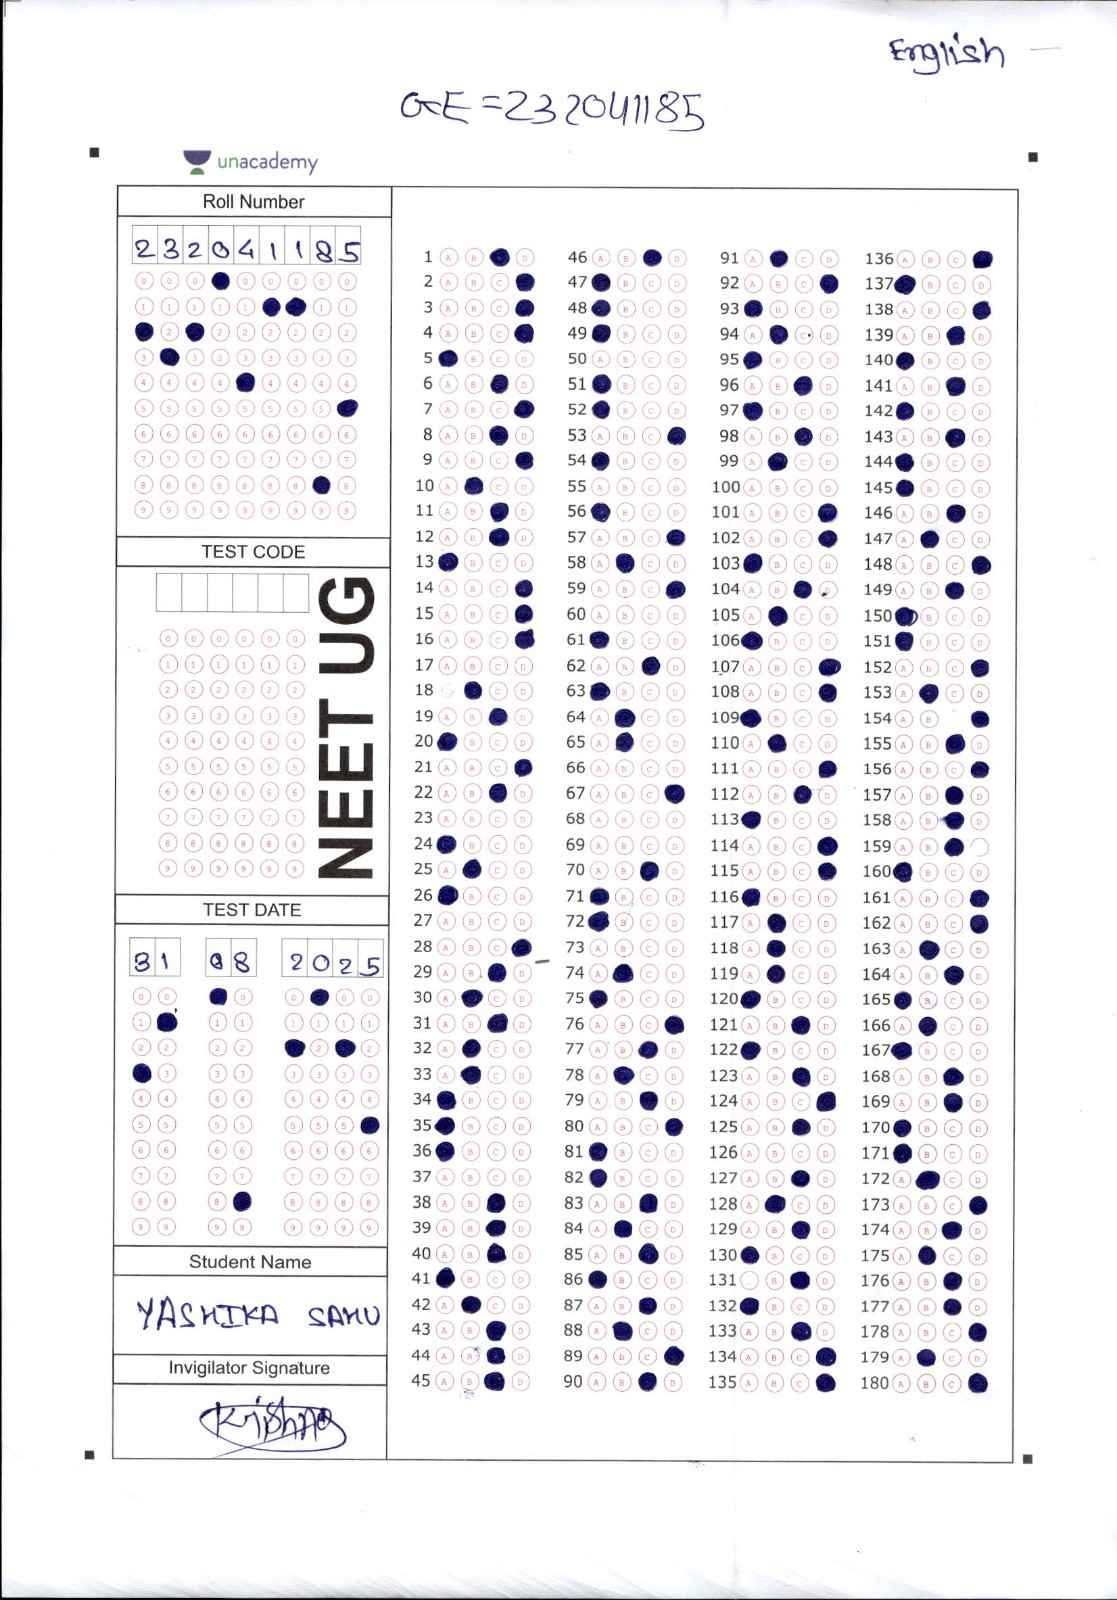 English
GE = 232041185
unacademy
Roll Number
2 3 2 0 4 1 1 8 5
TEST CODE
NEET UG
TEST DATE
31 08 2025
Student Name
YASHIKA SAHU
Invigilator Signature
Krishna
1 A B D
2 A B C
3 A B C
4 A B C
5 B C D
6 A B D
7 A B C
8 A B D
9 A B C
10 A C D
11 A B D
12 A B D
13 B C D
14 A B C
15 A B C
16 A B C
17 A B C D
18 C D
19 A B D
20 B C D
21 A B C
22 A B D
23 A B C D
24 B C D
25 A C D
26 B C D
27 A B C D
28 A B C
29 A B D
30 A C D
31 A B D
32 A C D
33 A C D
34 B C D
35 B C D
36 B C D
37 A B C D
38 A B D
39 A B D
40 A B D
41 B C D
42 A C D
43 A B D
44 A B D
45 A B D
46 A B D
47 B C D
48 B C D
49 B C D
50 A B C D
51 B C D
52 B C D
53 A B C
54 B C D
55 A B C D
56 B C D
57 A B C
58 A C D
59 A B C
60 A B C D
61 B C D
62 A B D
63 B C D
64 A C D
65 A C D
66 A B C D
67 A B C
68 A B C D
69 A B C D
70 A B D
71 B C D
72 B C D
73 A B C D
74 A C D
75 B C D
76 A B C
77 A B D
78 A C D
79 A B D
80 A B C
81 B C D
82 B C D
83 A B D
84 A C D
85 A B D
86 B C D
87 A B D
88 A C D
89 A B C
90 A B D
91 A C D
92 A B C
93 B C D
94 A C D
95 B C D
96 A B D
97 B C D
98 A B D
99 A C D
100 A B C D
101 A B C
102 A B C
103 B C D
104 A B D
105 A C D
106 B C D
107 A B C
108 A B C
109 B C D
110 A C D
111 A B C
112 A B D
113 B C D
114 A B C
115 A B C
116 B C D
117 A C D
118 A C D
119 A C D
120 B C D
121 A B D
122 B C D
123 A B D
124 A B C
125 A B D
126 A B C D
127 A B D
128 A C D
129 A B D
130 B C D
131 B D
132 B C D
133 A B D
134 A B C
135 A B C
136 A B C
137 B C D
138 A B C
139 A B D
140 B C D
141 A B D
142 B C D
143 A B D
144 B C D
145 B C D
146 A B D
147 A C D
148 A B C
149 A B D
150 B C D
151 B C D
152 A B C
153 A C D
154 A B
155 A B D
156 A B C
157 A B D
158 A B D
159 A B
160 B C D
161 A B C
162 A B C
163 A C D
164 A B D
165 B C D
166 A C D
167 B C D
168 A B D
169 A B D
170 B C D
171 B C D
172 A C D
173 A B C
174 A B D
175 A C D
176 A B D
177 A B D
178 A B C
179 A C D
180 A B C